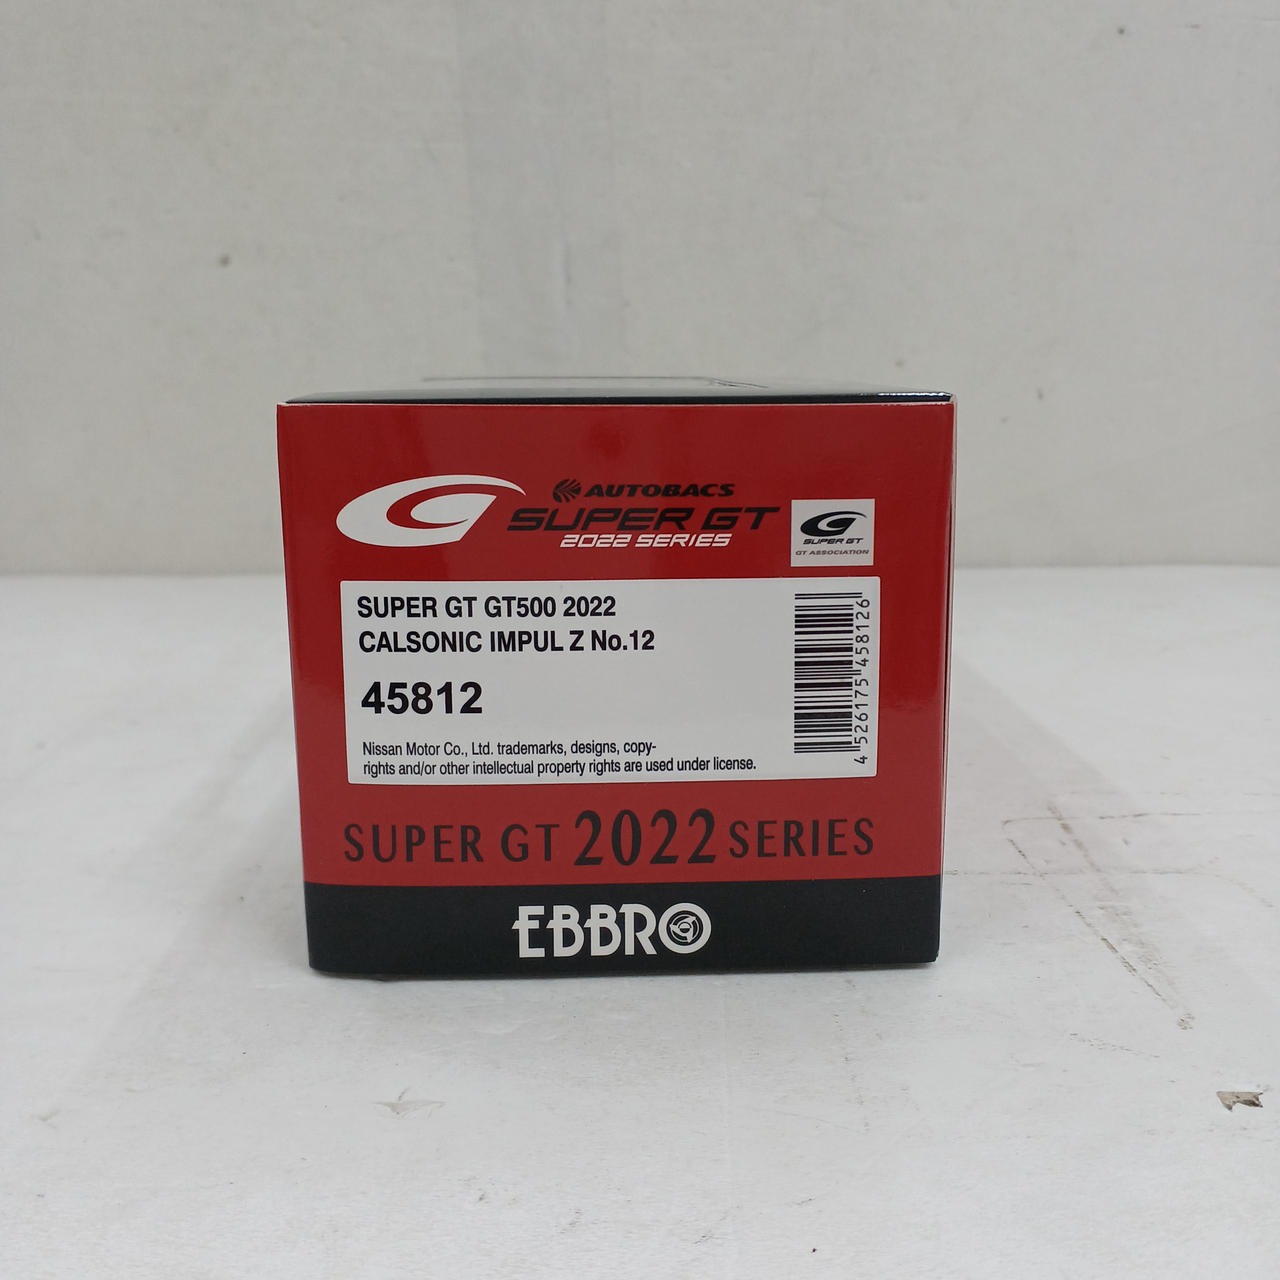 AUTOBACS
SUPER GT
2022 SERIES
SUPER GT
GT ASSOCIATION
SUPER GT GT500 2022
CALSONIC IMPUL Z No.12
45812
Nissan Motor Co., Ltd. trademarks, designs, copy-
rights and/or other intellectual property rights are used under license.
4 526175 458126
SUPER GT 2022 SERIES
EBBRO